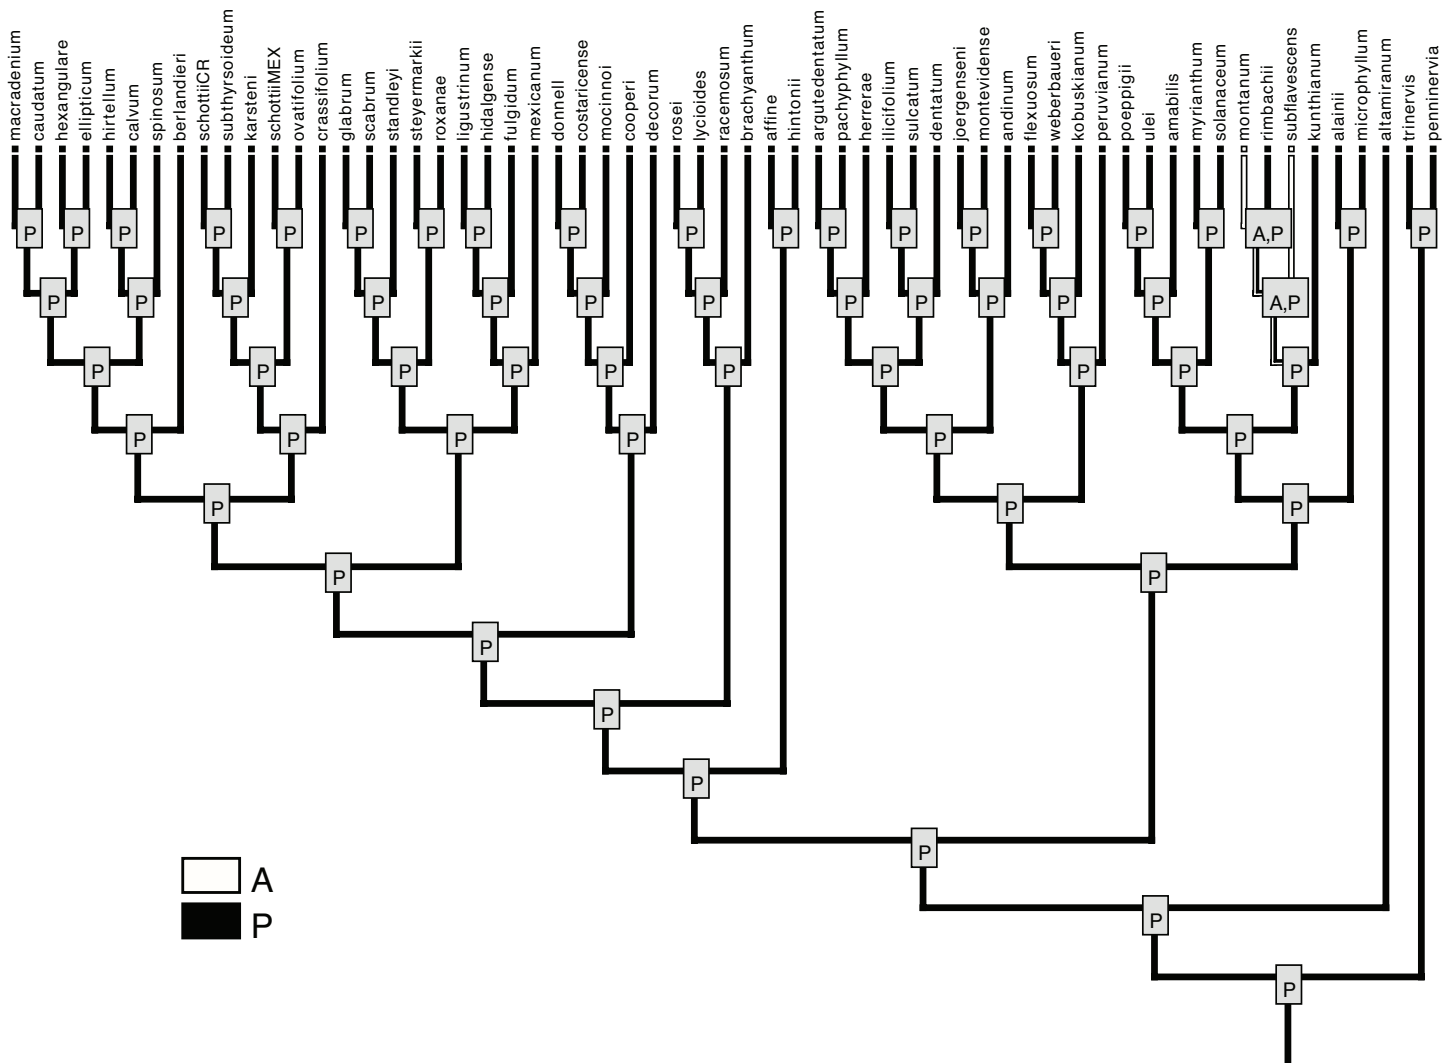 macradenium
caudatum
hexangulare
ellipticum
hirtellum
calvum
spinosum
berlandieri
schottiiCR
subthyrsoideum
karsteni
schottiiMEX
ovatifolium
crassifolium
glabrum
scabrum
standleyi
steyermarkii
roxanae
ligustrinum
hidalgense
fulgidum
mexicanum
donnell
costaricense
mocinnoi
cooperi
decorum
rosei
lycioides
racemosum
brachyanthum
affine
hintonii
argutedentatum
pachyphyllum
herrerae
ilicifolium
sulcatum
dentatum
joergenseni
montevidense
andinum
flexuosum
weberbaueri
kobuskianum
peruvianum
poeppigii
ulei
amabilis
myrianthum
solanaceum
montanum
rimbachii
subflavescens
kunthianum
alainii
microphyllum
altamiranum
trinervis
penninervia
P P P P P P P P P P P P P P P P P A,P P P
P P P P P P P P P P P P A,P
P P P P P P P P P P
P P P P P P
P P P
P P
P
P
P
P
A
P
P
P